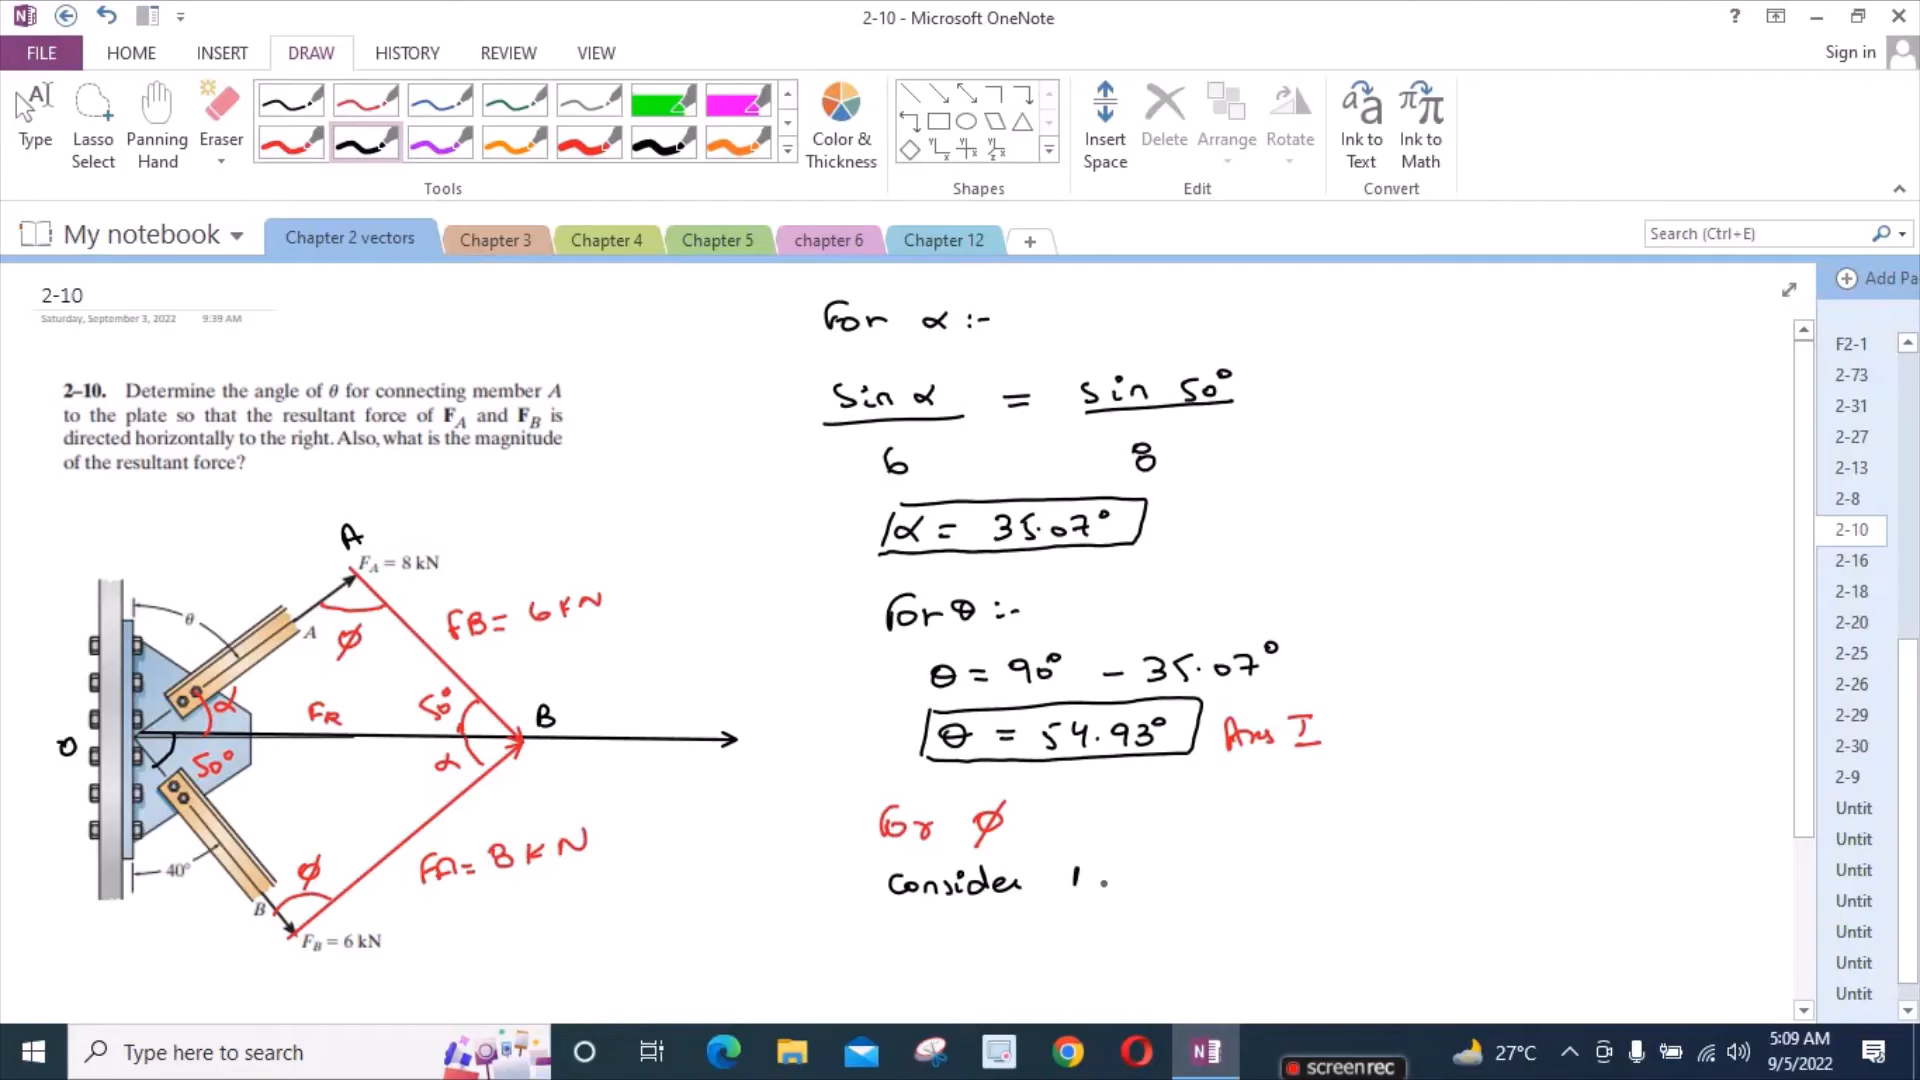 2-10 - Microsoft OneNote
?
FILE HOME INSERT DRAW HISTORY REVIEW VIEW
Sign in
Type
Lasso Select
Panning Hand
Eraser
Color & Thickness
Insert Space
Delete Arrange Rotate
Ink to Text
Ink to Math
Tools Shapes Edit Convert
My notebook Chapter 2 vectors Chapter 3 Chapter 4 Chapter 5 chapter 6 Chapter 12
Search (Ctrl+E)
Add Pa
2-10
Saturday, September 3, 2022 9:39 AM
2–10. Determine the angle of θ for connecting member A
to the plate so that the resultant force of FA and FB is
directed horizontally to the right. Also, what is the magnitude
of the resultant force?
A
FA = 8 kN
FB = 6 kN
θ
A
ϕ
α
FR
50°
B
O
50°
α
FA = 8 kN
40°
ϕ
B
FB = 6 kN
For α :-
Sin α = Sin 50°
6 8
α = 35.07°
For θ :-
θ = 90° - 35.07°
θ = 54.93° Ans I
For ϕ
Consider
F2-1
2-73
2-31
2-27
2-13
2-8
2-10
2-16
2-18
2-20
2-25
2-26
2-29
2-30
2-9
Untit
Untit
Untit
Untit
Untit
Untit
Untit
Type here to search
27°C
5:09 AM
9/5/2022
screenrec